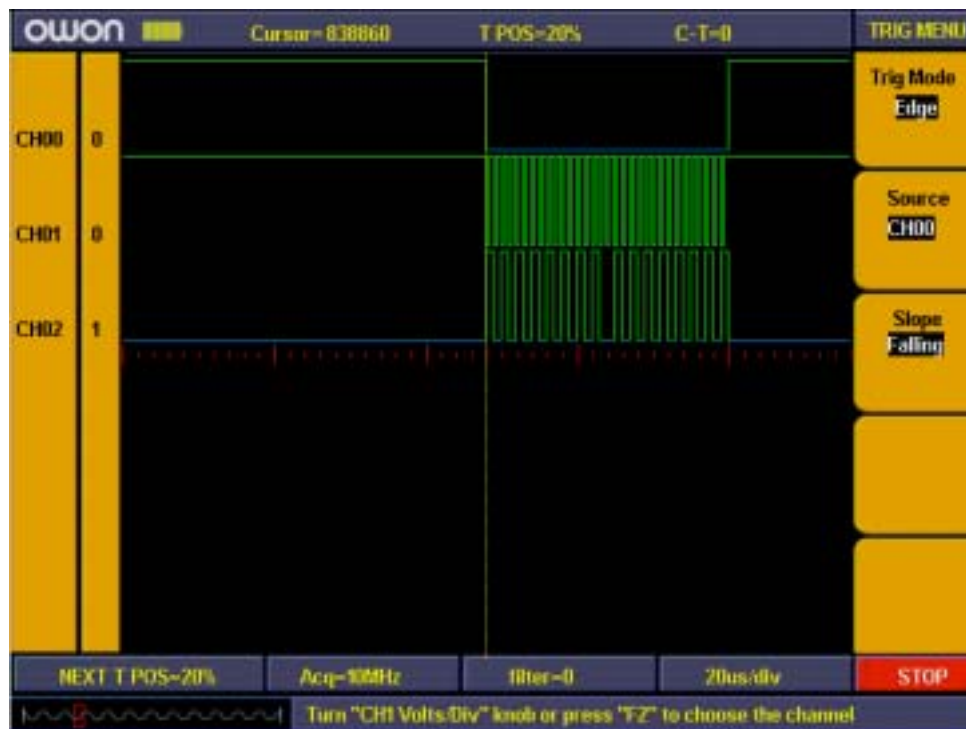 owon Cursor=838860 T POS=20% C-T=0 TRIG MENU
Trig Mode
Edge
CH00 0
Source
CH00
CH01 0
Slope
Falling
CH02 1
NEXT T POS=20% Acq=10MHz filter=0 20us/div STOP
Turn "CH1 Volts/Div" knob or press "F2" to choose the channel